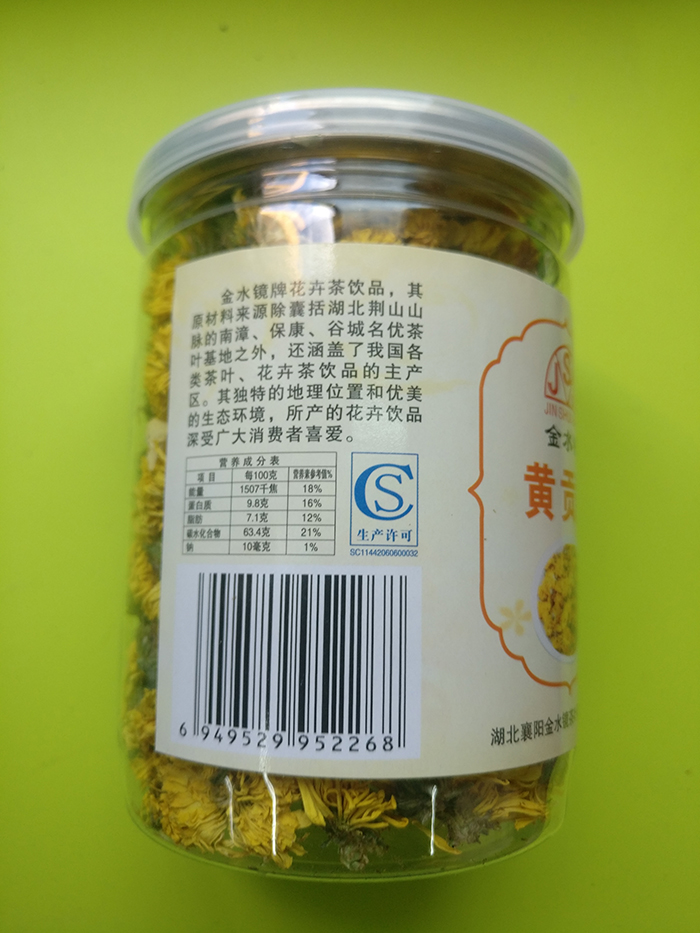 金水镜牌花卉茶饮品，其
原材料来源除囊括湖北荆山山
脉的南漳、保康、谷城名优茶
叶基地之外，还涵盖了我国各
类茶叶、花卉茶饮品的主产
区。其独特的地理位置和优美
的生态环境，所产的花卉饮品
深受广大消费者喜爱。
营养成分表
项目 每100克 营养素参考值%
能量 1507千焦 18%
蛋白质 9.8克 16%
脂肪 7.1克 12%
碳水化合物 63.4克 21%
钠 10毫克 1%
CS
生产许可
SC11442060600032
6 949529 952268
JS
JINSH
金水
黄贡
湖北襄阳金水镜茶